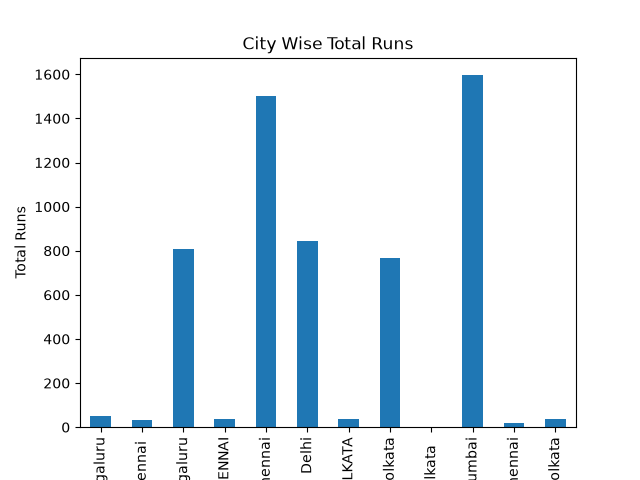 City Wise Total Runs
Total Runs
1600
1400
1200
1000
800
600
400
200
0
galuru
ennai
galuru
ENNAI
hennai
Delhi
LKATA
olkata
lkata
umbai
hennai
olkata